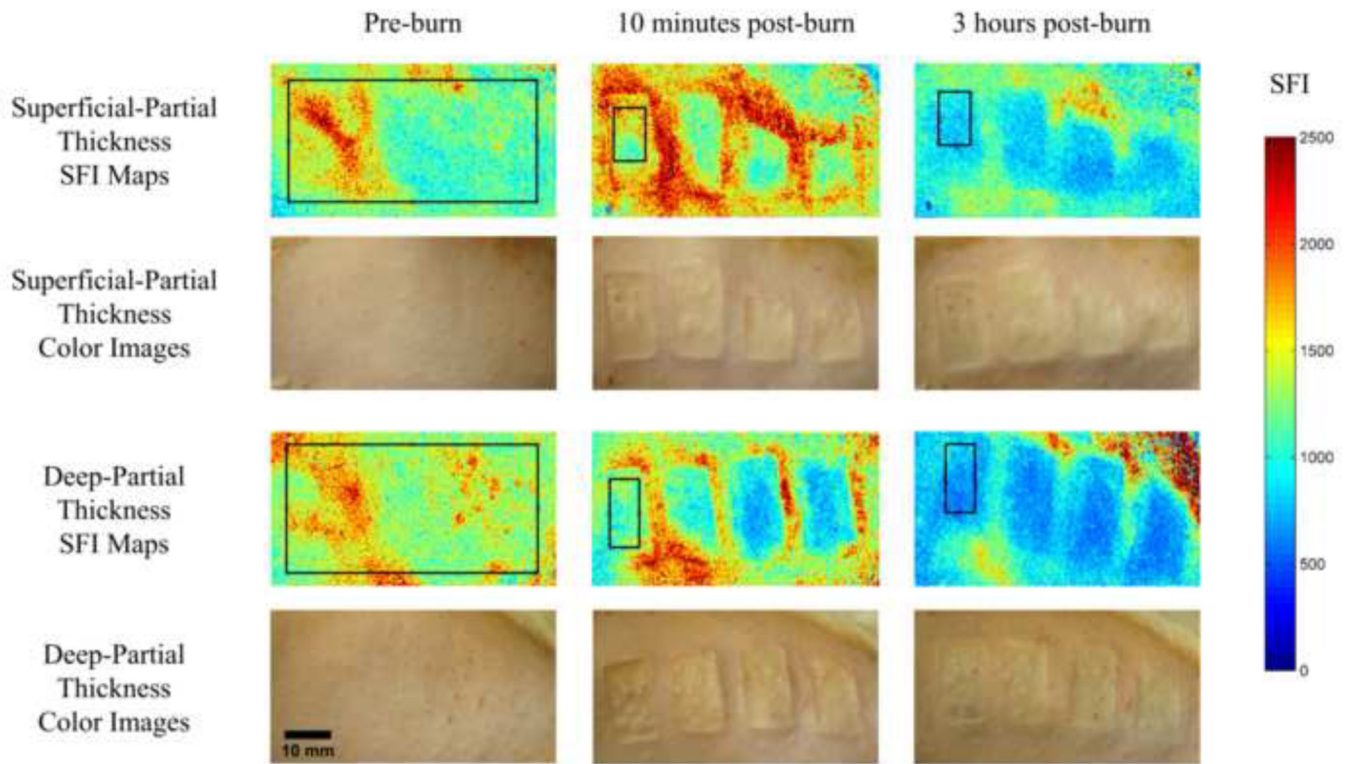 Pre-burn
10 minutes post-burn
3 hours post-burn
Superficial-Partial
Thickness
SFI Maps
SFI
2500
2000
1500
1000
500
0
Superficial-Partial
Thickness
Color Images
Deep-Partial
Thickness
SFI Maps
Deep-Partial
Thickness
Color Images
10 mm